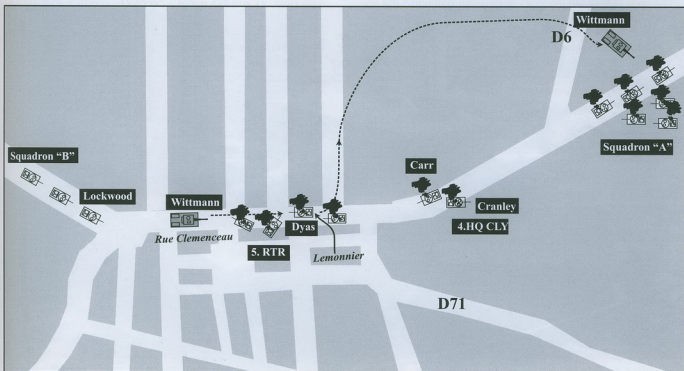 Wittmann
D6
Squadron "A"
Squadron "B"
Lockwood
Wittmann
Rue Clemenceau
Carr
Cranley
4.HQ CLY
Dyas
5. RTR
Lemonnier
D71